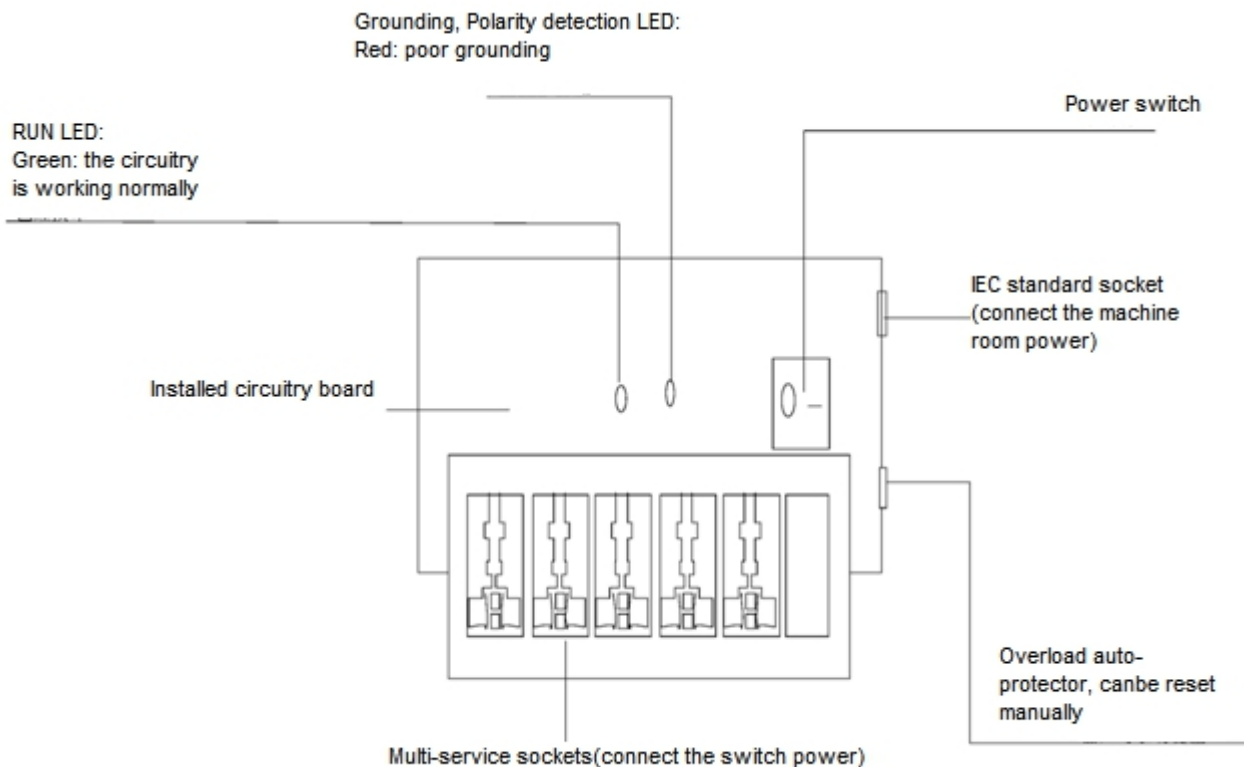 Grounding, Polarity detection LED:
Red: poor grounding
Power switch
RUN LED:
Green: the circuitry
is working normally
IEC standard socket
(connect the machine
room power)
Installed circuitry board
Overload auto-
protector, canbe reset
manually
Multi-service sockets(connect the switch power)